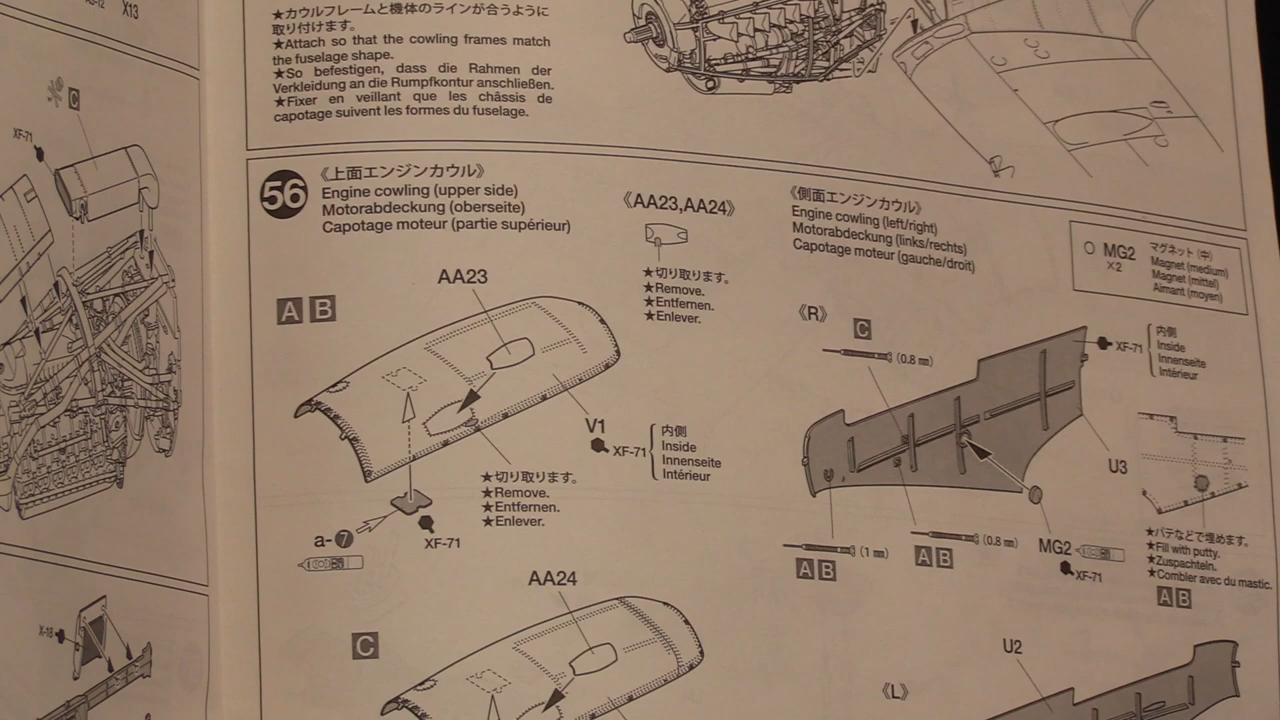 X13
C
XF-71
X-18
★カウルフレームと機体のラインが合うように
取り付けます。
★Attach so that the cowling frames match
the fuselage shape.
★So befestigen, dass die Rahmen der
Verkleidung an die Rumpfkontur anschließen.
★Fixer en veillant que les châssis de
capotage suivent les formes du fuselage.
56
《上面エンジンカウル》
Engine cowling (upper side)
Motorabdeckung (oberseite)
Capotage moteur (partie supérieur)
《AA23,AA24》
★切り取ります。
★Remove.
★Entfernen.
★Enlever.
A B
AA23
V1
XF-71
内側
Inside
Innenseite
Intérieur
★切り取ります。
★Remove.
★Entfernen.
★Enlever.
a-7
XF-71
AA24
C
《側面エンジンカウル》
Engine cowling (left/right)
Motorabdeckung (links/rechts)
Capotage moteur (gauche/droit)
MG2
×2
マグネット (中)
Magnet (medium)
Magnet (mittel)
Aimant (moyen)
《R》
C
(0.8 mm)
XF-71
内側
Inside
Innenseite
Intérieur
U3
(1 mm)
A B
(0.8 mm)
A B
MG2
XF-71
★パテなどで埋めます。
★Fill with putty.
★Zuspachteln.
★Combler avec du mastic.
A B
U2
《L》